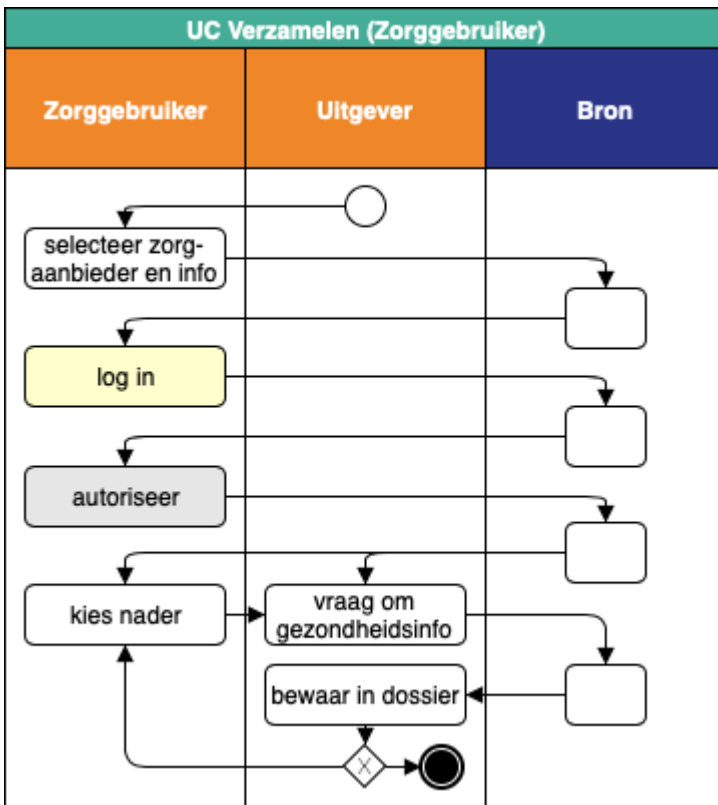 UC Verzamelen (Zorggebruiker)
Zorggebruiker
Uitgever
Bron
selecteer zorg-
aanbieder en info
log in
autoriseer
kies nader
vraag om
gezondheidsinfo
bewaar in dossier
X